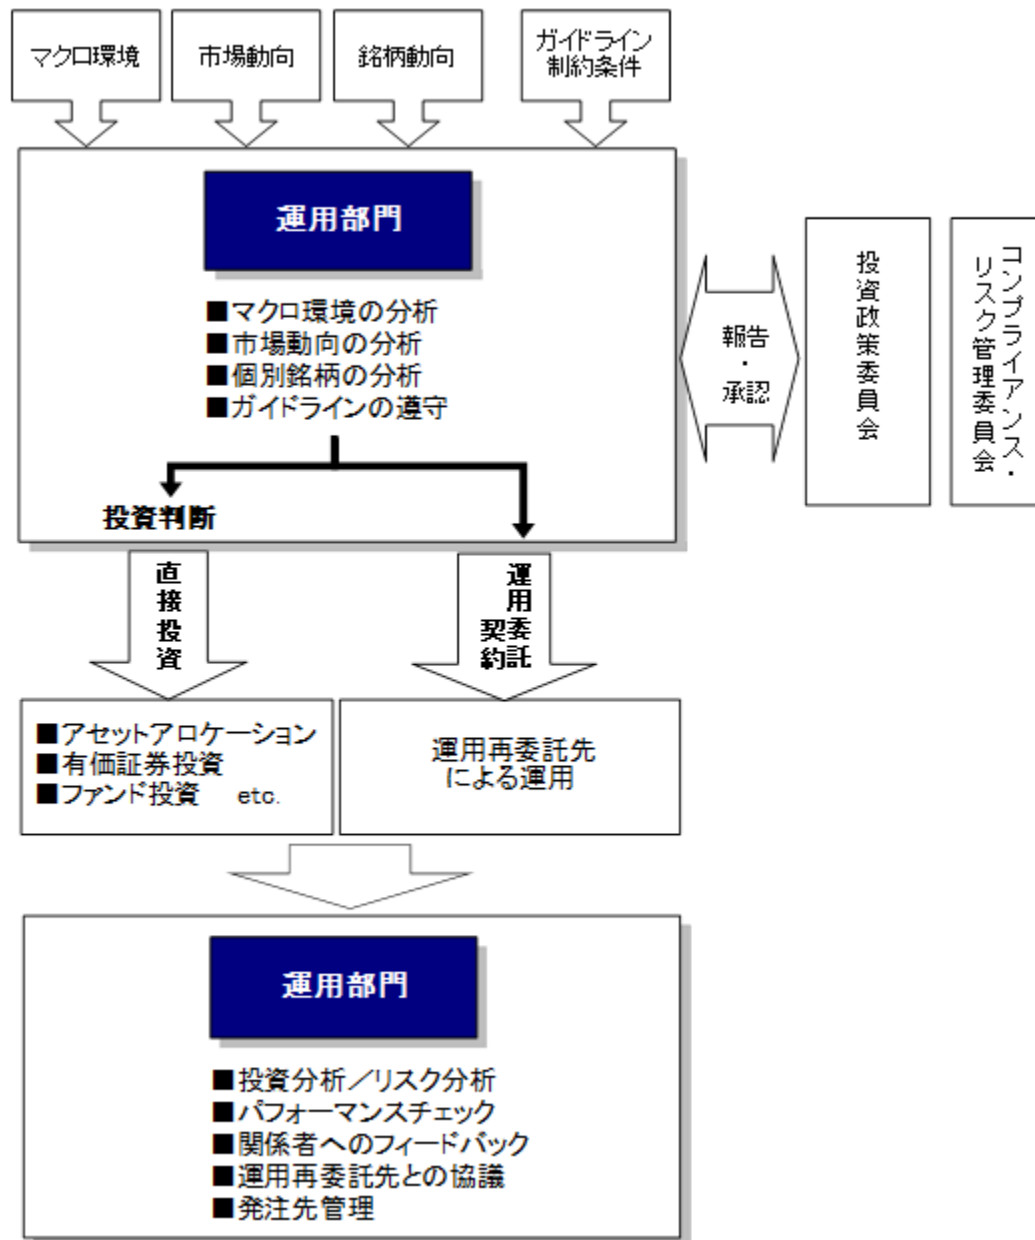 マクロ環境
市場動向
銘柄動向
ガイドライン
制約条件
運用部門
■マクロ環境の分析
■市場動向の分析
■個別銘柄の分析
■ガイドラインの遵守
報告
・
承認
投資政策委員会
コンプライアンス・
リスク管理委員会
投資判断
直接投資
運用委託
契約
■アセットアロケーション
■有価証券投資
■ファンド投資 etc.
運用再委託先
による運用
運用部門
■投資分析／リスク分析
■パフォーマンスチェック
■関係者へのフィードバック
■運用再委託先との協議
■発注先管理